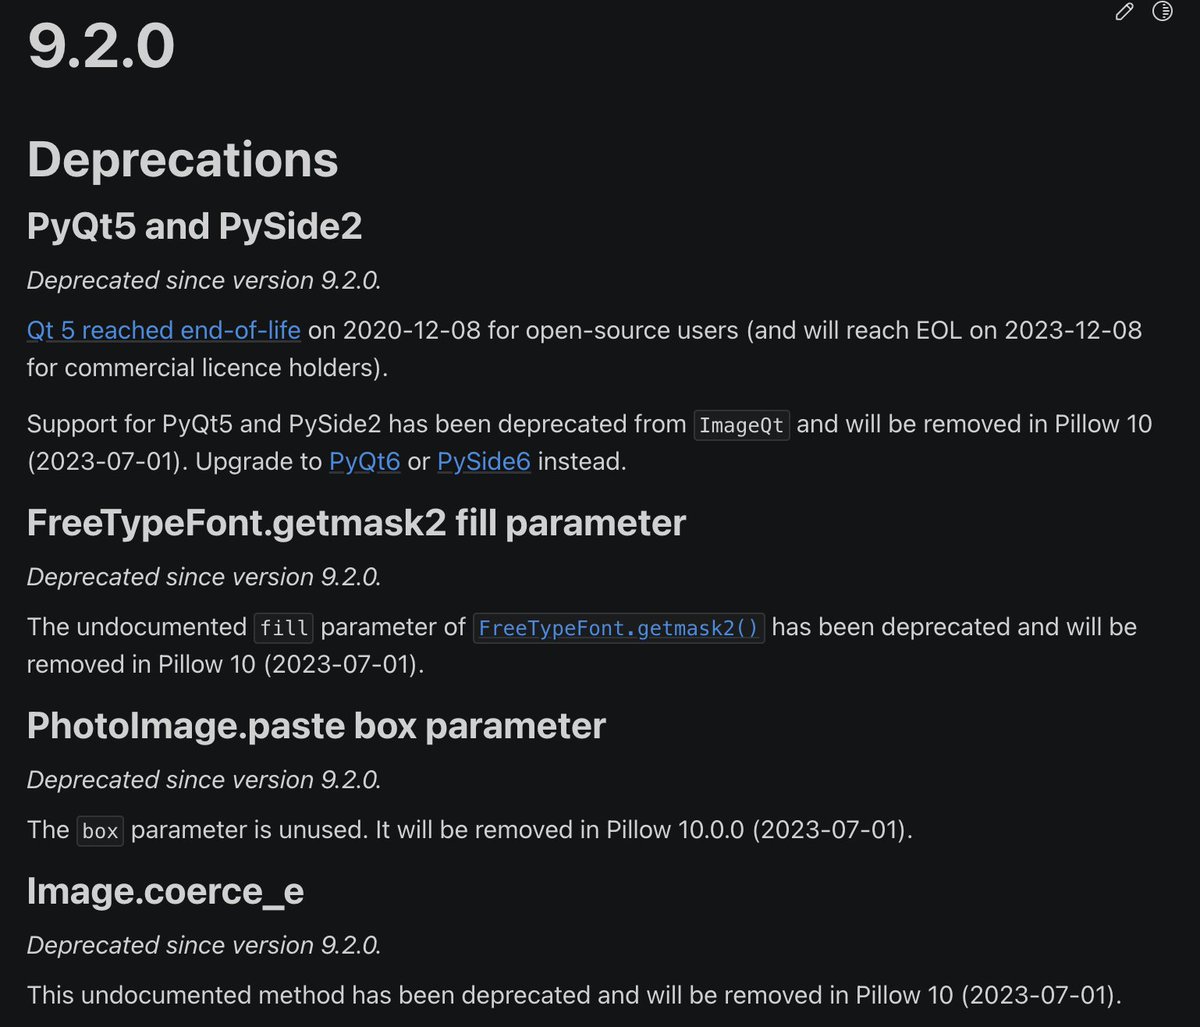 9.2.0
Deprecations
PyQt5 and PySide2
Deprecated since version 9.2.0.
Qt 5 reached end-of-life on 2020-12-08 for open-source users (and will reach EOL on 2023-12-08
for commercial licence holders).
Support for PyQt5 and PySide2 has been deprecated from ImageQt and will be removed in Pillow 10
(2023-07-01). Upgrade to PyQt6 or PySide6 instead.
FreeTypeFont.getmask2 fill parameter
Deprecated since version 9.2.0.
The undocumented fill parameter of FreeTypeFont.getmask2() has been deprecated and will be
removed in Pillow 10 (2023-07-01).
PhotoImage.paste box parameter
Deprecated since version 9.2.0.
The box parameter is unused. It will be removed in Pillow 10.0.0 (2023-07-01).
Image.coerce_e
Deprecated since version 9.2.0.
This undocumented method has been deprecated and will be removed in Pillow 10 (2023-07-01).